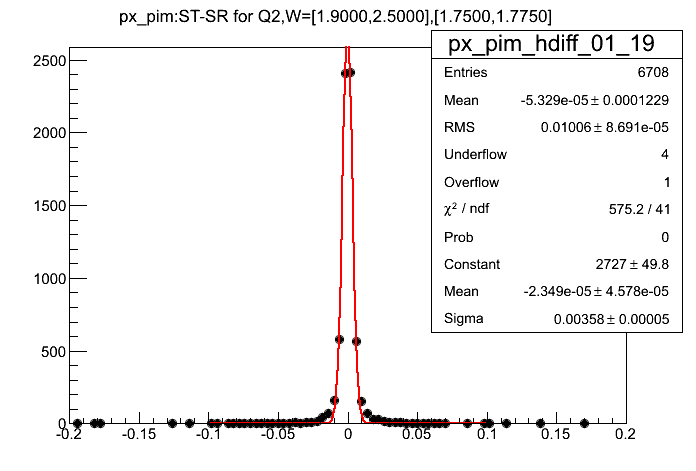 px_pim:ST-SR for Q2,W=[1.9000,2.5000],[1.7500,1.7750]
px_pim_hdiff_01_19
Entries 6708
Mean -5.329e-05 ± 0.0001229
RMS 0.01006 ± 8.691e-05
Underflow 4
Overflow 1
χ² / ndf 575.2 / 41
Prob 0
Constant 2727 ± 49.8
Mean -2.349e-05 ± 4.578e-05
Sigma 0.00358 ± 0.00005
2500
2000
1500
1000
500
0
-0.2 -0.15 -0.1 -0.05 0 0.05 0.1 0.15 0.2